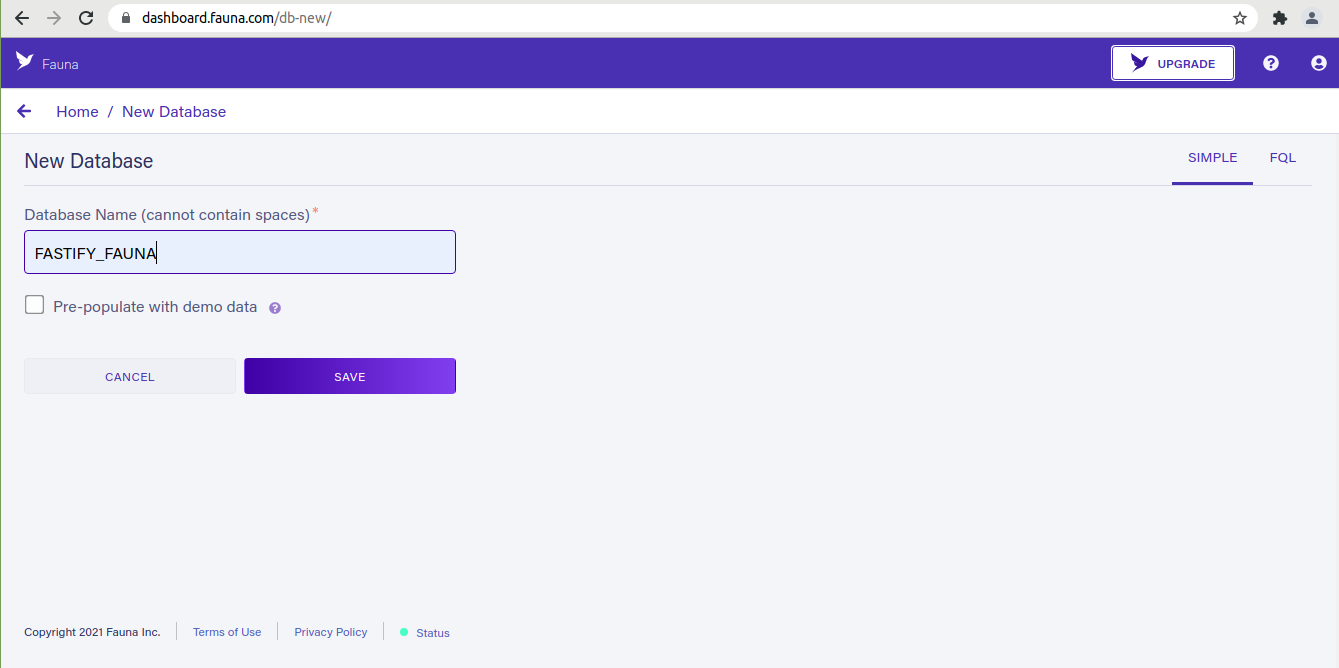 dashboard.fauna.com/db-new/
Fauna
UPGRADE
?
Home / New Database
New Database
SIMPLE
FQL
Database Name (cannot contain spaces)*
FASTIFY_FAUNA
Pre-populate with demo data ?
CANCEL
SAVE
Copyright 2021 Fauna Inc.
Terms of Use
Privacy Policy
Status